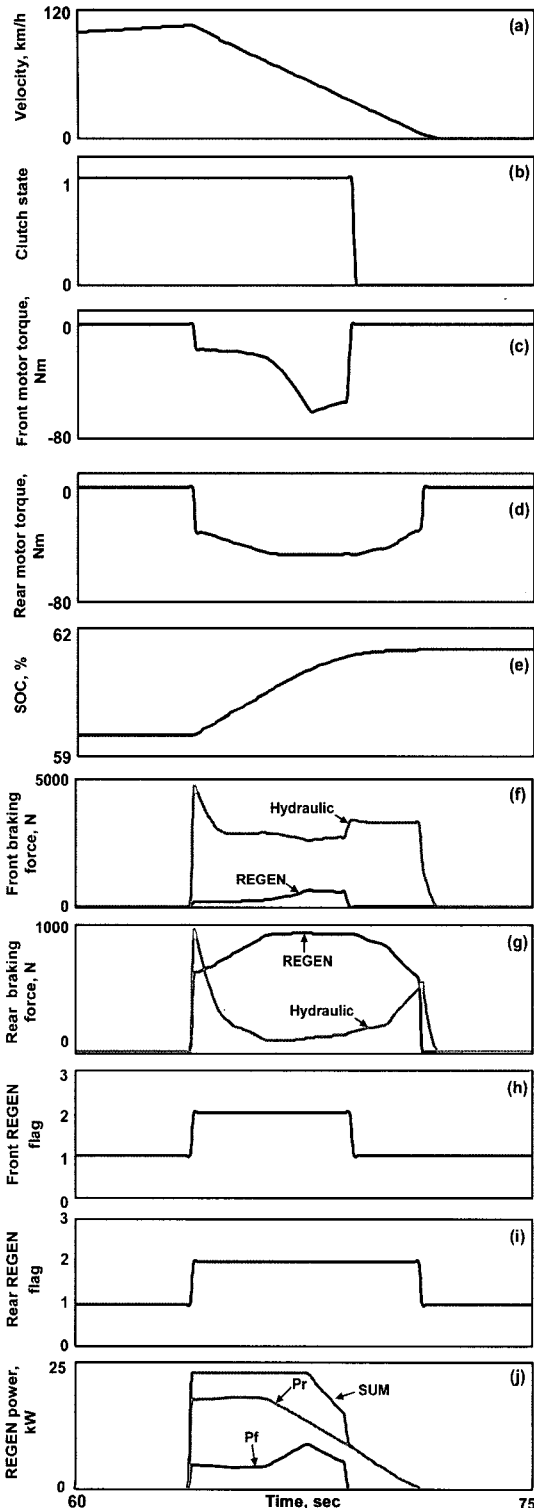 120
Velocity, km/h
(a)
0
Clutch state
1
(b)
0
Front motor torque,
Nm
0
(c)
-80
Rear motor torque,
Nm
0
(d)
-80
62
SOC, %
(e)
59
5000
Front braking
force, N
(f)
Hydraulic
REGEN
0
1000
Rear braking
force, N
(g)
REGEN
Hydraulic
0
3
Front REGEN
flag
(h)
2
1
0
3
Rear REGEN
flag
(i)
2
1
0
25
REGEN power,
kW
(j)
Pr
SUM
Pf
0
60
Time, sec
75